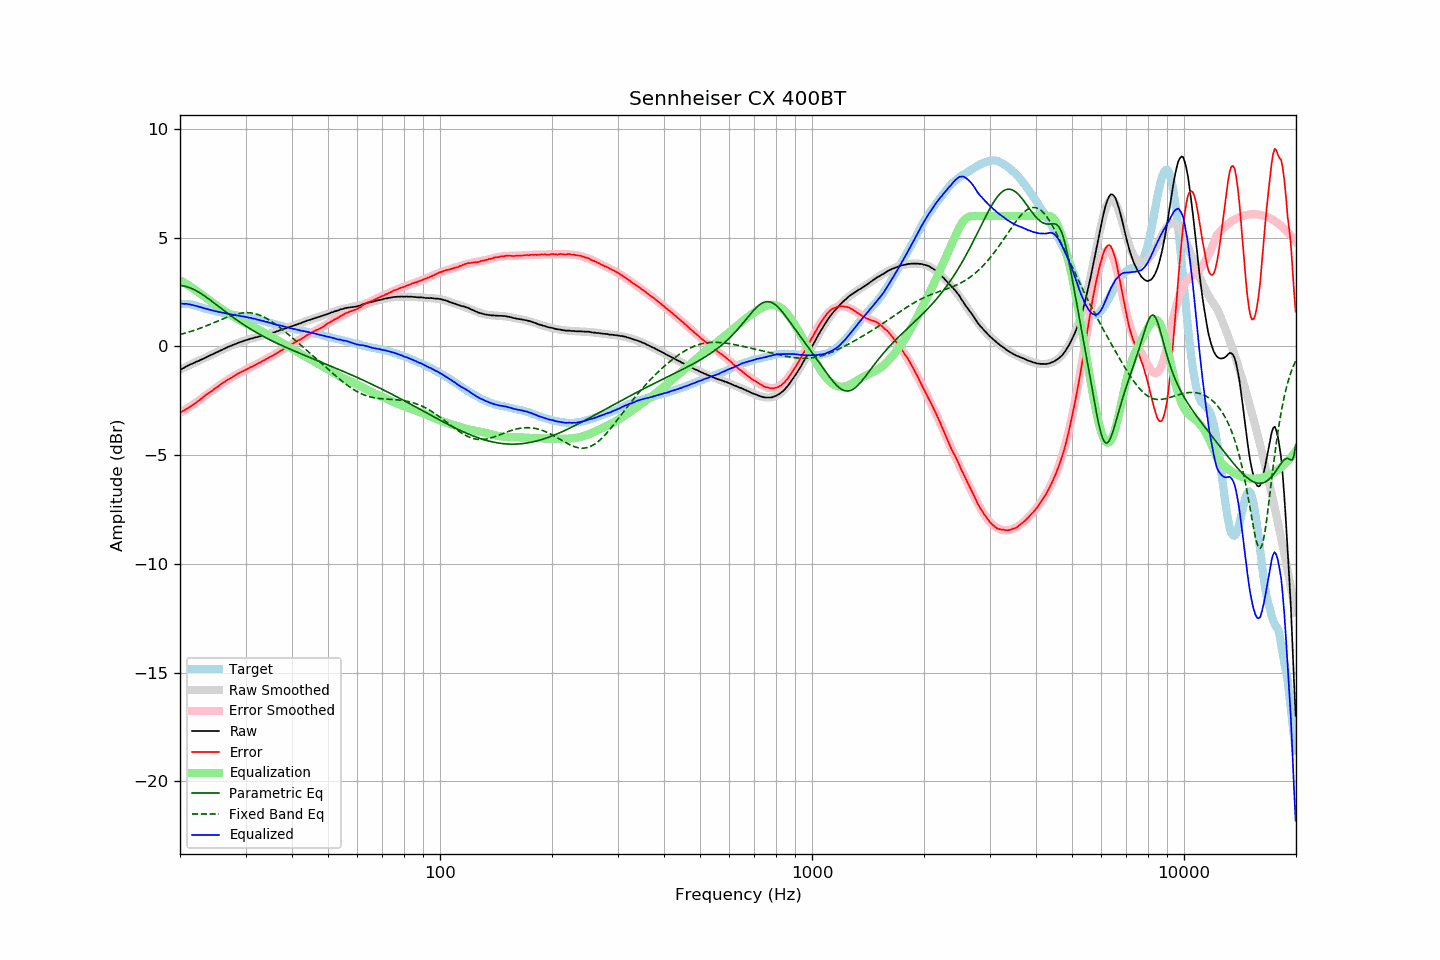 Sennheiser CX 400BT
10
5
0
−5
−10
−15
−20
Amplitude (dBr)
Target
Raw Smoothed
Error Smoothed
Raw
Error
Equalization
Parametric Eq
Fixed Band Eq
Equalized
100
1000
10000
Frequency (Hz)